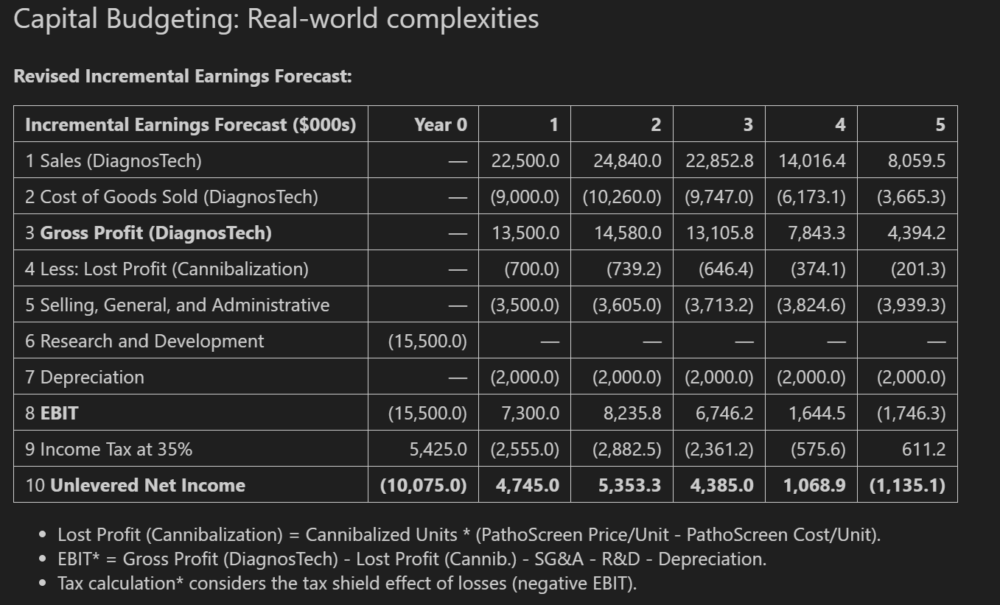 Capital Budgeting: Real-world complexities
Revised Incremental Earnings Forecast:
Incremental Earnings Forecast ($000s) Year 0 1 2 3 4 5
1 Sales (DiagnosTech) — 22,500.0 24,840.0 22,852.8 14,016.4 8,059.5
2 Cost of Goods Sold (DiagnosTech) — (9,000.0) (10,260.0) (9,747.0) (6,173.1) (3,665.3)
3 Gross Profit (DiagnosTech) — 13,500.0 14,580.0 13,105.8 7,843.3 4,394.2
4 Less: Lost Profit (Cannibalization) — (700.0) (739.2) (646.4) (374.1) (201.3)
5 Selling, General, and Administrative — (3,500.0) (3,605.0) (3,713.2) (3,824.6) (3,939.3)
6 Research and Development (15,500.0) — — — — —
7 Depreciation — (2,000.0) (2,000.0) (2,000.0) (2,000.0) (2,000.0)
8 EBIT (15,500.0) 7,300.0 8,235.8 6,746.2 1,644.5 (1,746.3)
9 Income Tax at 35% 5,425.0 (2,555.0) (2,882.5) (2,361.2) (575.6) 611.2
10 Unlevered Net Income (10,075.0) 4,745.0 5,353.3 4,385.0 1,068.9 (1,135.1)
• Lost Profit (Cannibalization) = Cannibalized Units * (PathoScreen Price/Unit - PathoScreen Cost/Unit).
• EBIT* = Gross Profit (DiagnosTech) - Lost Profit (Cannib.) - SG&A - R&D - Depreciation.
• Tax calculation* considers the tax shield effect of losses (negative EBIT).